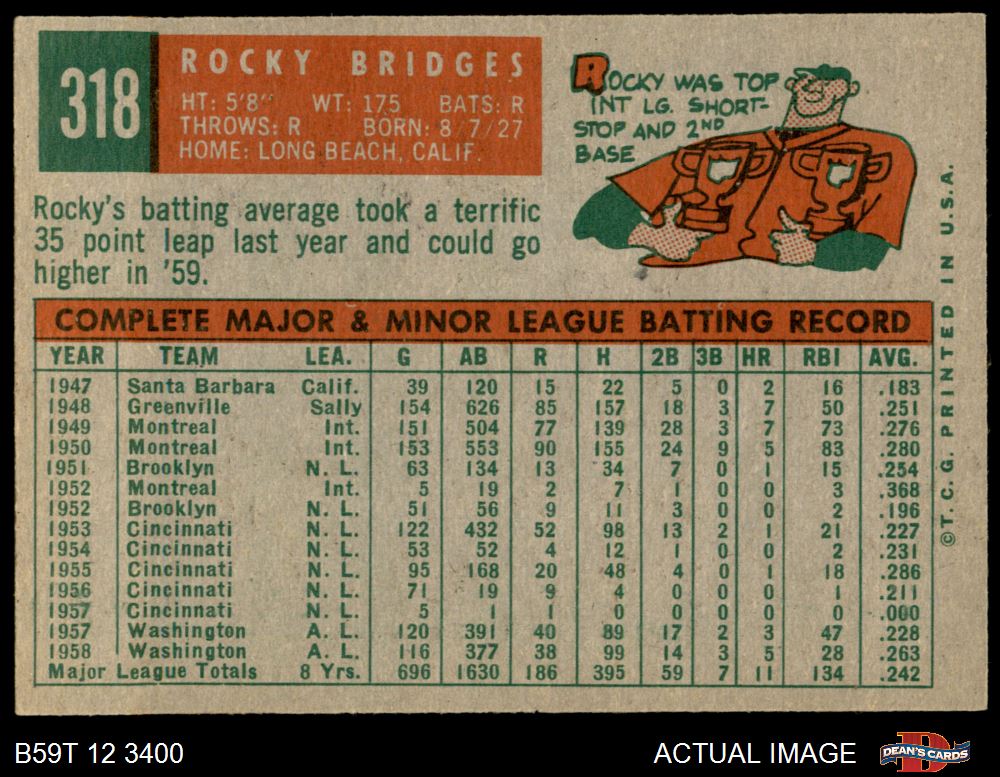 318
ROCKY BRIDGES
HT: 5'8" WT: 175 BATS: R
THROWS: R BORN: 8/7/27
HOME: LONG BEACH, CALIF.
ROCKY WAS TOP
INT LG. SHORT-
STOP AND 2ND
BASE
Rocky's batting average took a terrific
35 point leap last year and could go
higher in '59.
COMPLETE MAJOR & MINOR LEAGUE BATTING RECORD
YEAR TEAM LEA. G AB R H 2B 3B HR RBI AVG.
1947 Santa Barbara Calif. 39 120 15 22 5 0 2 16 .183
1948 Greenville Sally 154 626 85 157 18 3 7 50 .251
1949 Montreal Int. 151 504 77 139 28 3 7 73 .276
1950 Montreal Int. 153 553 90 155 24 9 5 83 .280
1951 Brooklyn N. L. 63 134 13 34 7 0 1 15 .254
1952 Montreal Int. 5 19 2 7 1 0 0 3 .368
1952 Brooklyn N. L. 51 56 9 11 3 0 0 2 .196
1953 Cincinnati N. L. 122 432 52 98 13 2 1 21 .227
1954 Cincinnati N. L. 53 52 4 12 1 0 0 2 .231
1955 Cincinnati N. L. 95 168 20 48 4 0 1 18 .286
1956 Cincinnati N. L. 71 19 9 4 0 0 0 1 .211
1957 Cincinnati N. L. 5 1 1 0 0 0 0 0 .000
1957 Washington A. L. 120 391 40 89 17 2 3 47 .228
1958 Washington A. L. 116 377 38 99 14 3 5 28 .263
Major League Totals 8 Yrs. 696 1630 186 395 59 7 11 134 .242
©T. C. G. PRINTED IN U.S.A.
B59T 12 3400
ACTUAL IMAGE
DEAN'S CARDS